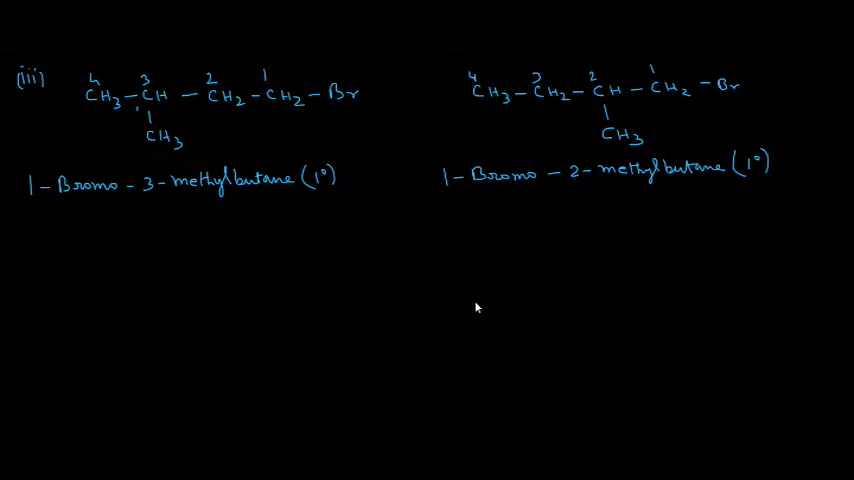 (iii)
4 3 2 1
CH3-CH - CH2-CH2-Br
|
CH3
1-Bromo-3-methylbutane (1°)
4 3 2 1
CH3-CH2-CH-CH2-Br
|
CH3
1-Bromo-2-methylbutane (1°)